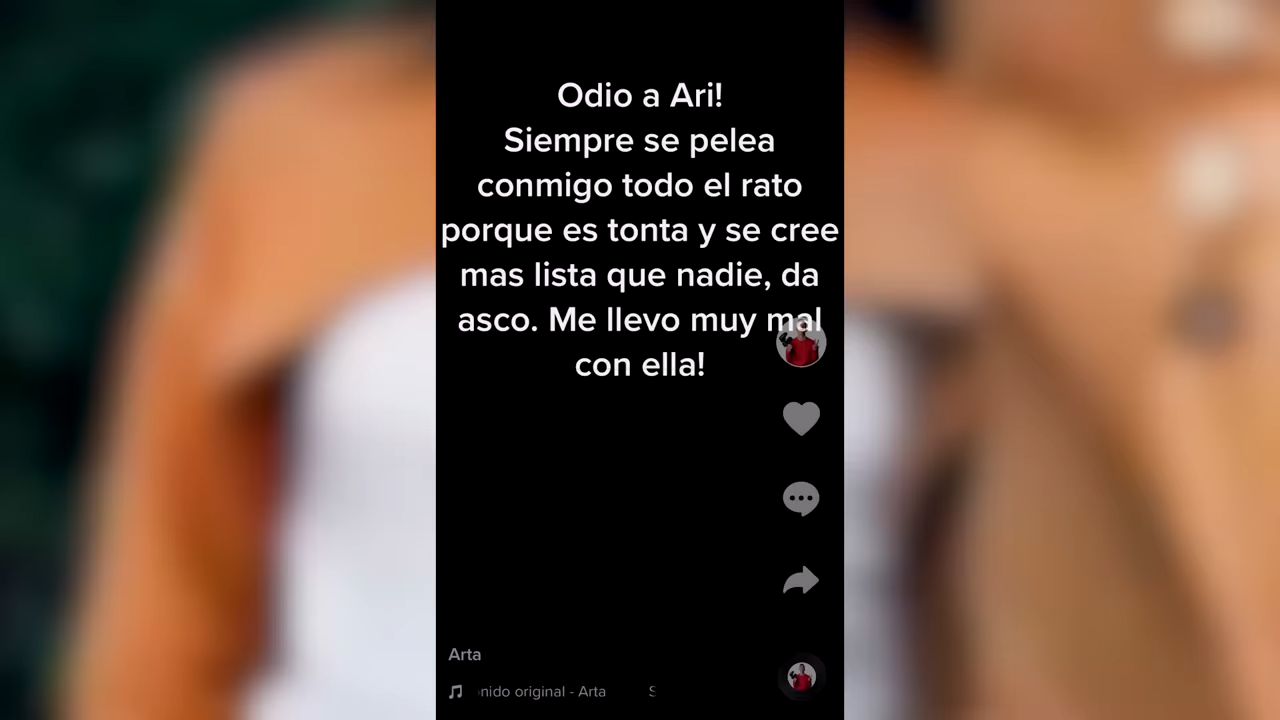 Odio a Ari!
Siempre se pelea
conmigo todo el rato
porque es tonta y se cree
mas lista que nadie, da
asco. Me llevo muy mal
con ella!
Arta
nido original - Arta